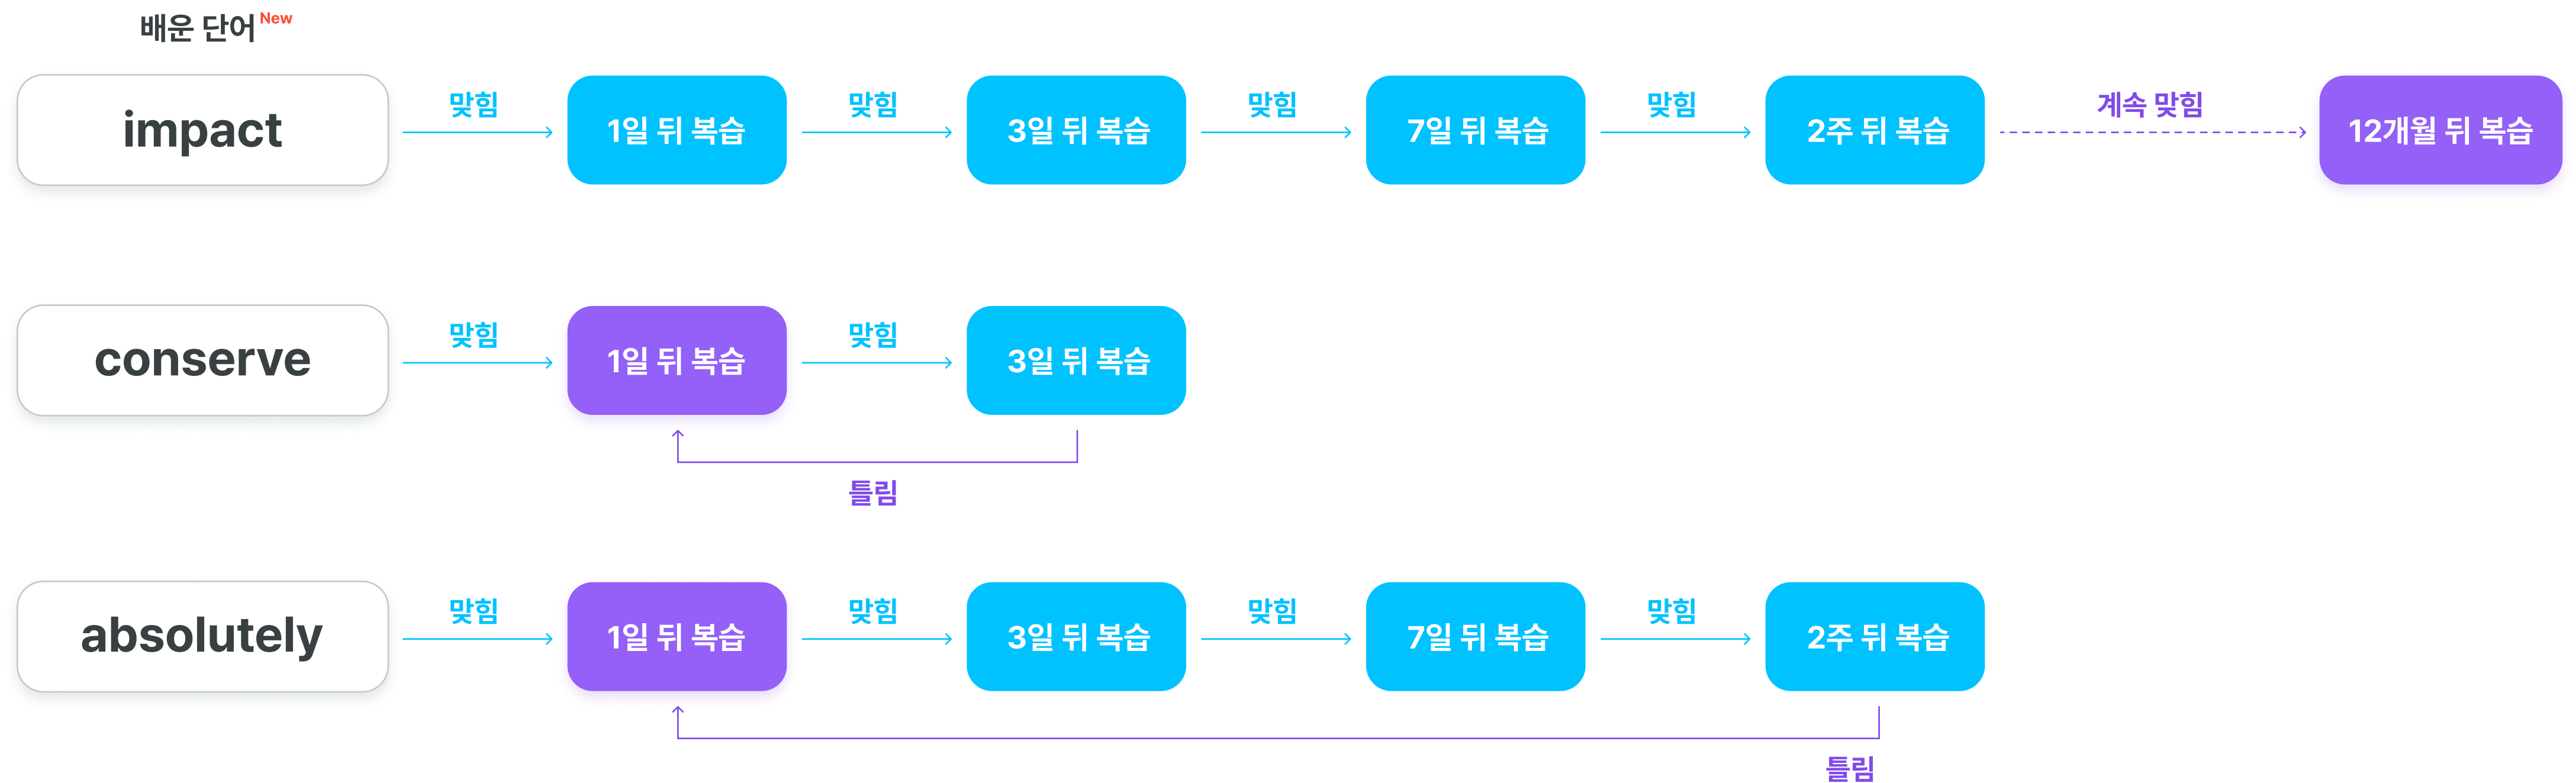 배운 단어 New
impact
맞힘
1일 뒤 복습
맞힘
3일 뒤 복습
맞힘
7일 뒤 복습
맞힘
2주 뒤 복습
계속 맞힘
12개월 뒤 복습
conserve
맞힘
1일 뒤 복습
맞힘
3일 뒤 복습
틀림
absolutely
맞힘
1일 뒤 복습
맞힘
3일 뒤 복습
맞힘
7일 뒤 복습
맞힘
2주 뒤 복습
틀림